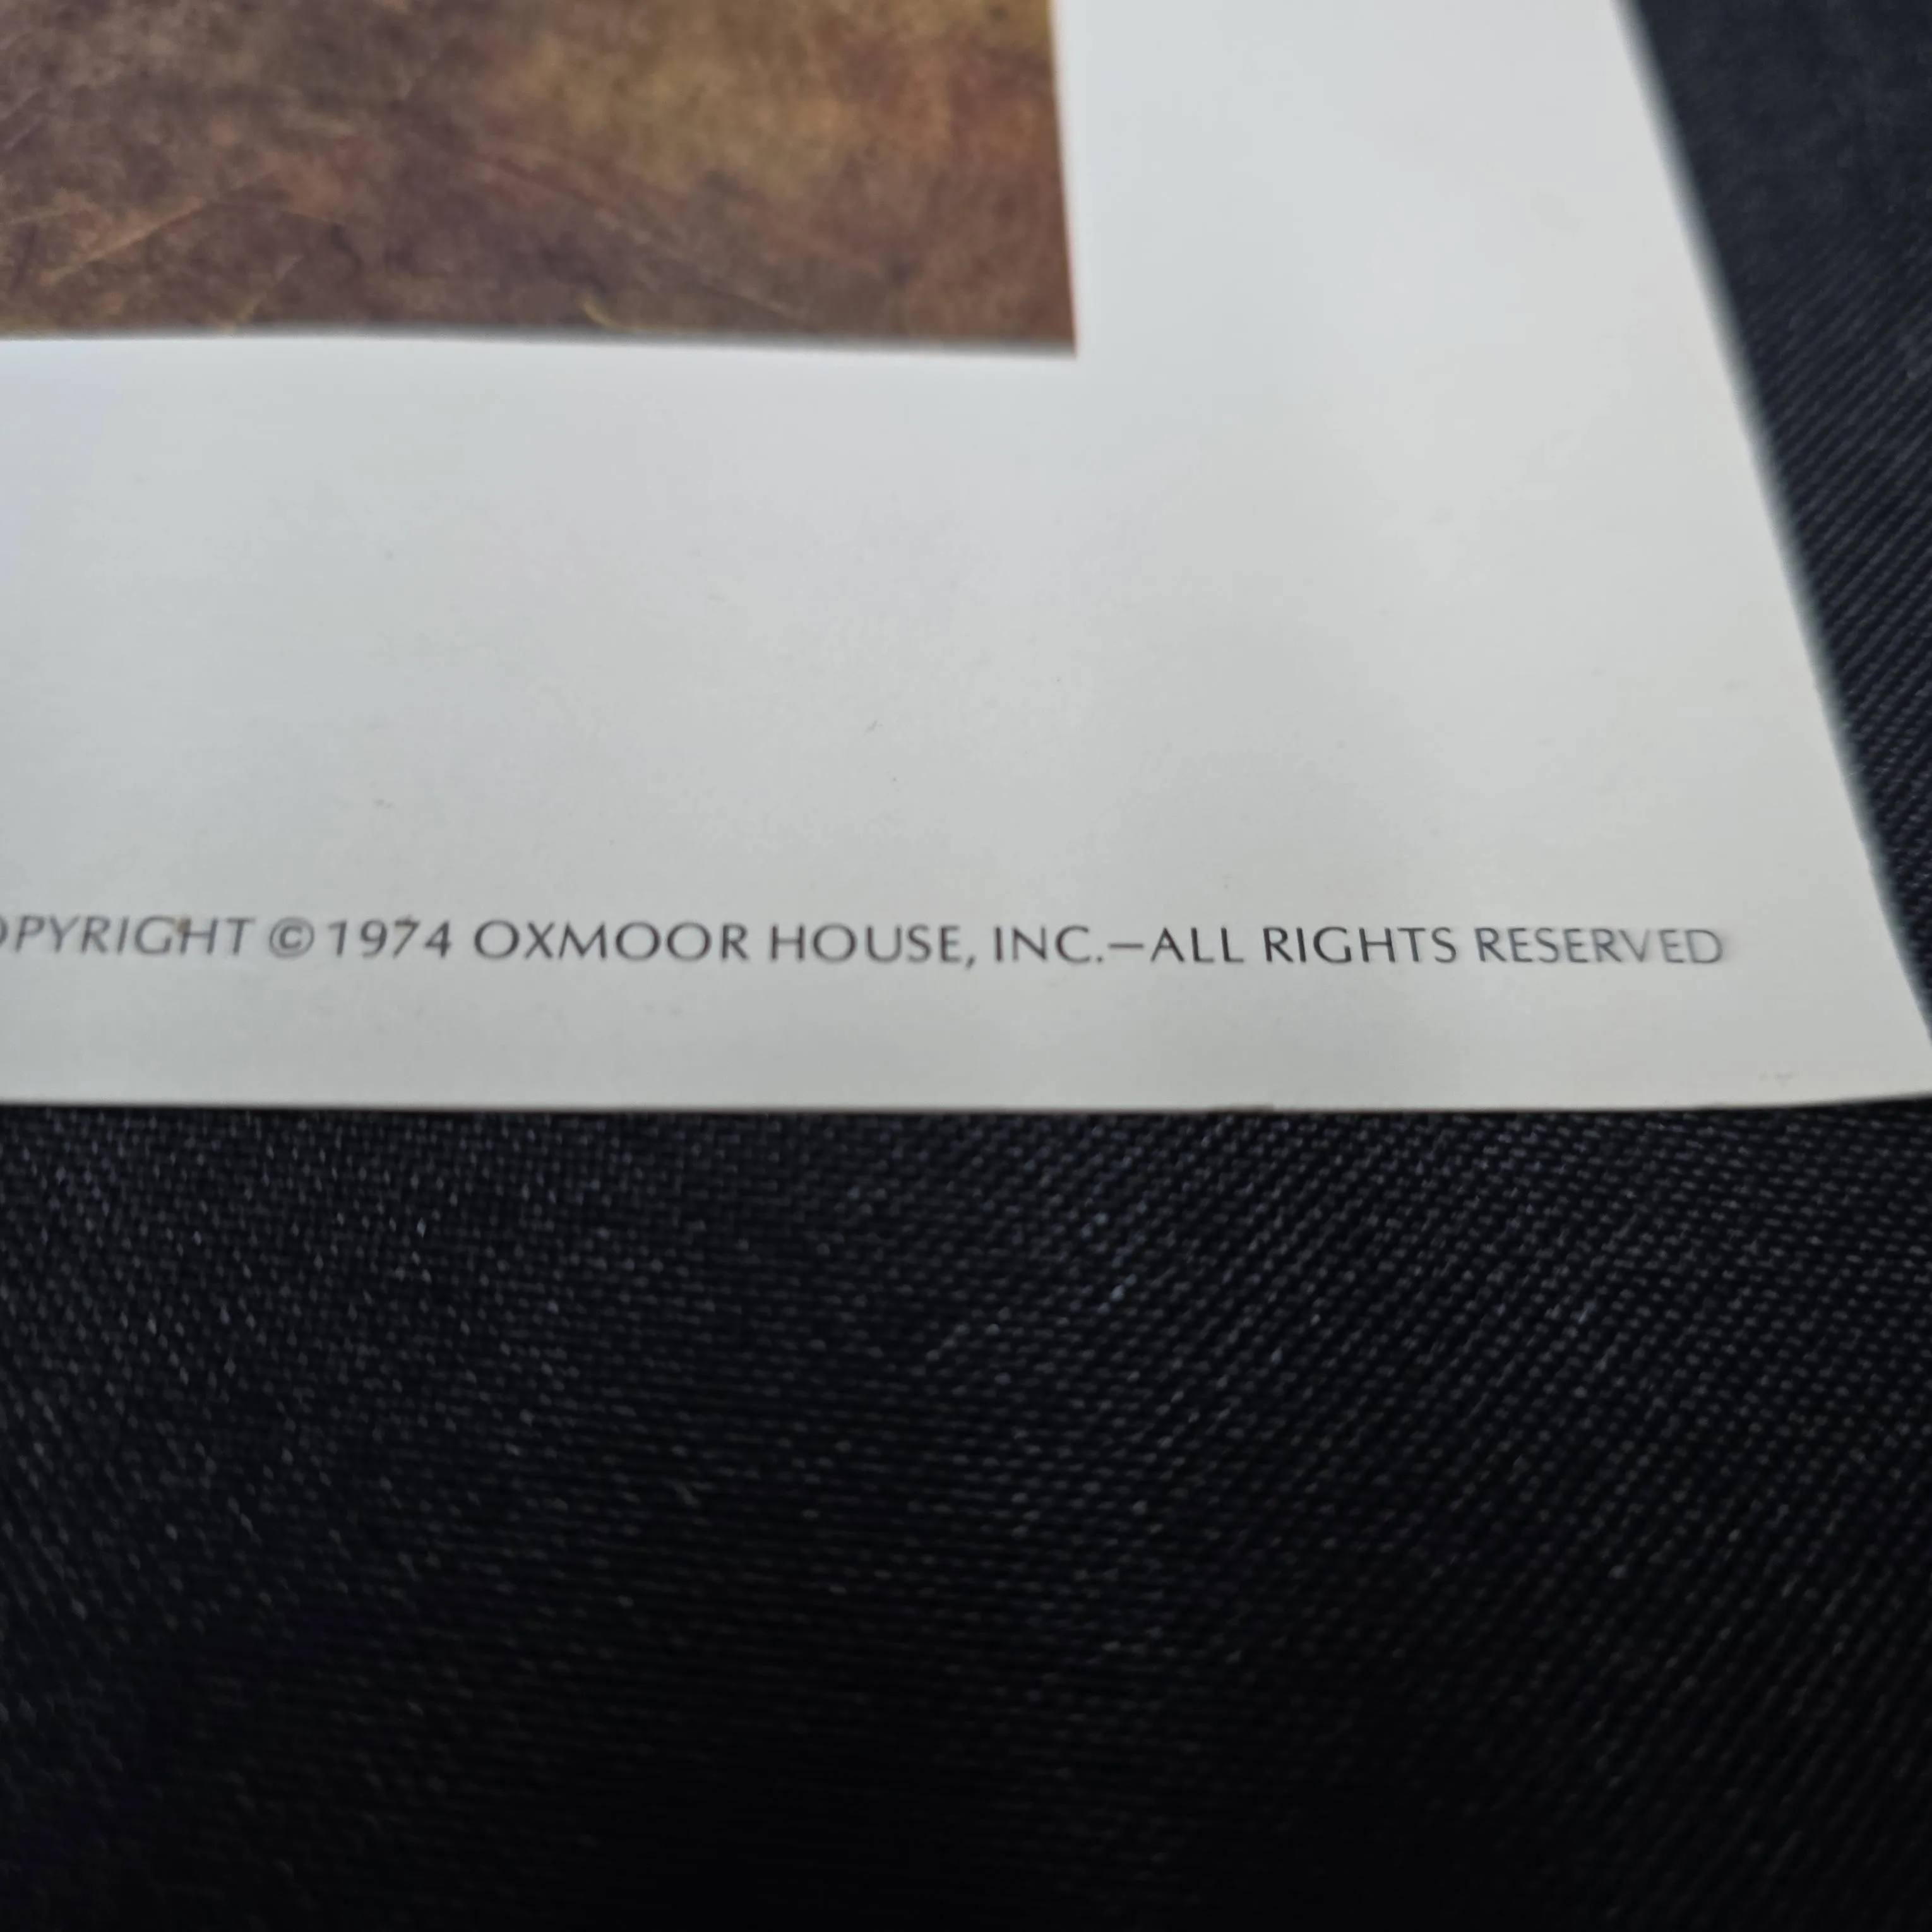 OPYRIGHT ©1974 OXMOOR HOUSE, INC.—ALL RIGHTS RESERVED